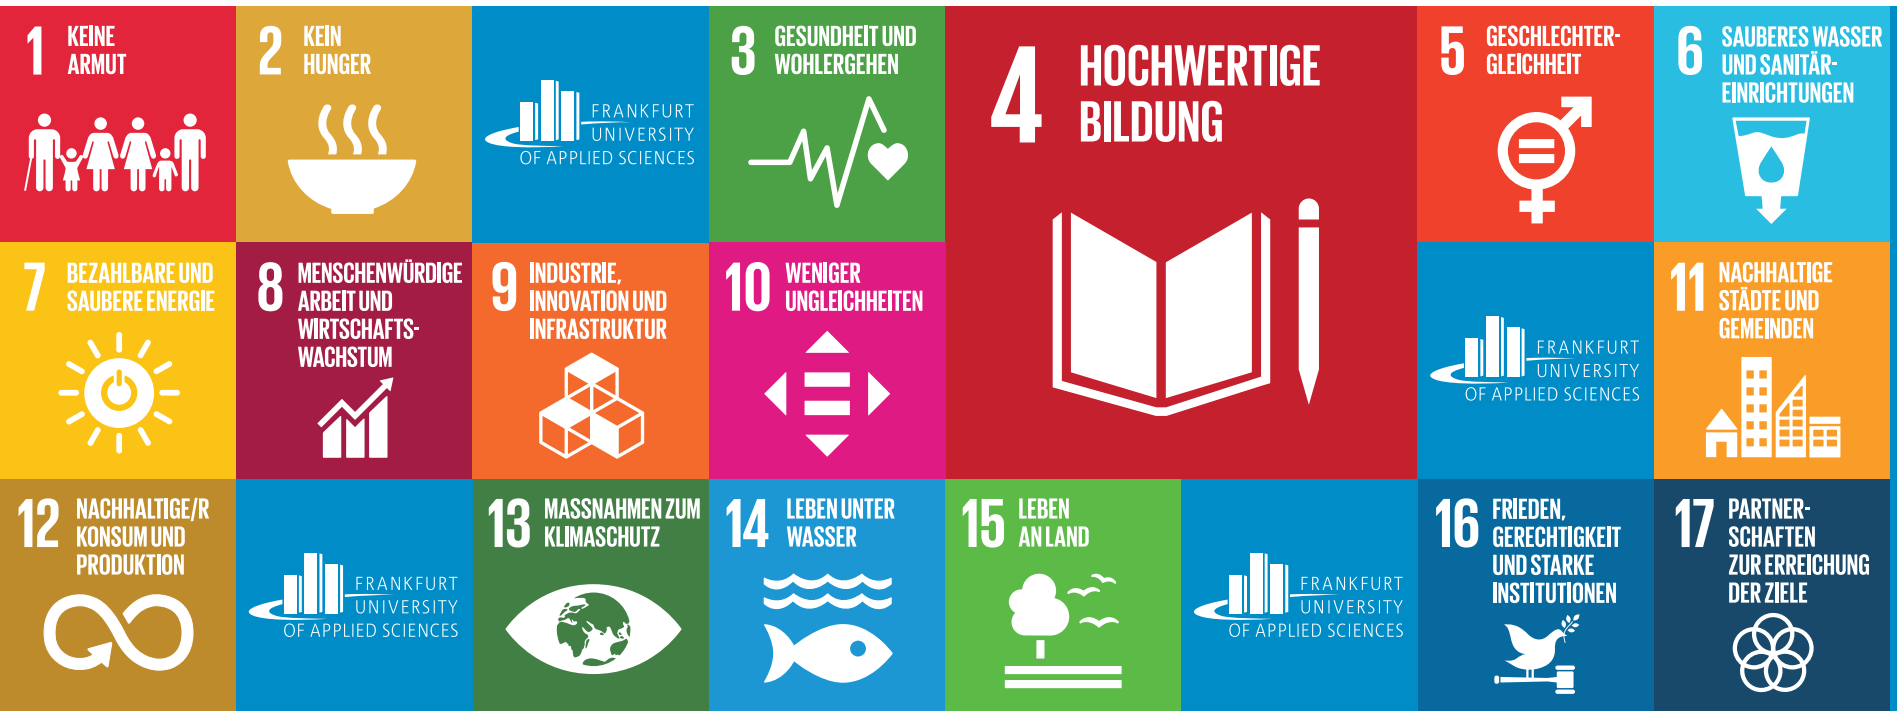 1 KEINE
ARMUT
2 KEIN
HUNGER
FRANKFURT
UNIVERSITY
OF APPLIED SCIENCES
3 GESUNDHEIT UND
WOHLERGEHEN
4 HOCHWERTIGE
BILDUNG
5 GESCHLECHTER-
GLEICHHEIT
6 SAUBERES WASSER
UND SANITÄR-
EINRICHTUNGEN
7 BEZAHLBARE UND
SAUBERE ENERGIE
8 MENSCHENWÜRDIGE
ARBEIT UND
WIRTSCHAFTS-
WACHSTUM
9 INDUSTRIE,
INNOVATION UND
INFRASTRUKTUR
10 WENIGER
UNGLEICHHEITEN
FRANKFURT
UNIVERSITY
OF APPLIED SCIENCES
11 NACHHALTIGE
STÄDTE UND
GEMEINDEN
12 NACHHALTIGE/R
KONSUM UND
PRODUKTION
FRANKFURT
UNIVERSITY
OF APPLIED SCIENCES
13 MASSNAHMEN ZUM
KLIMASCHUTZ
14 LEBEN UNTER
WASSER
15 LEBEN
AN LAND
FRANKFURT
UNIVERSITY
OF APPLIED SCIENCES
16 FRIEDEN,
GERECHTIGKEIT
UND STARKE
INSTITUTIONEN
17 PARTNER-
SCHAFTEN
ZUR ERREICHUNG
DER ZIELE